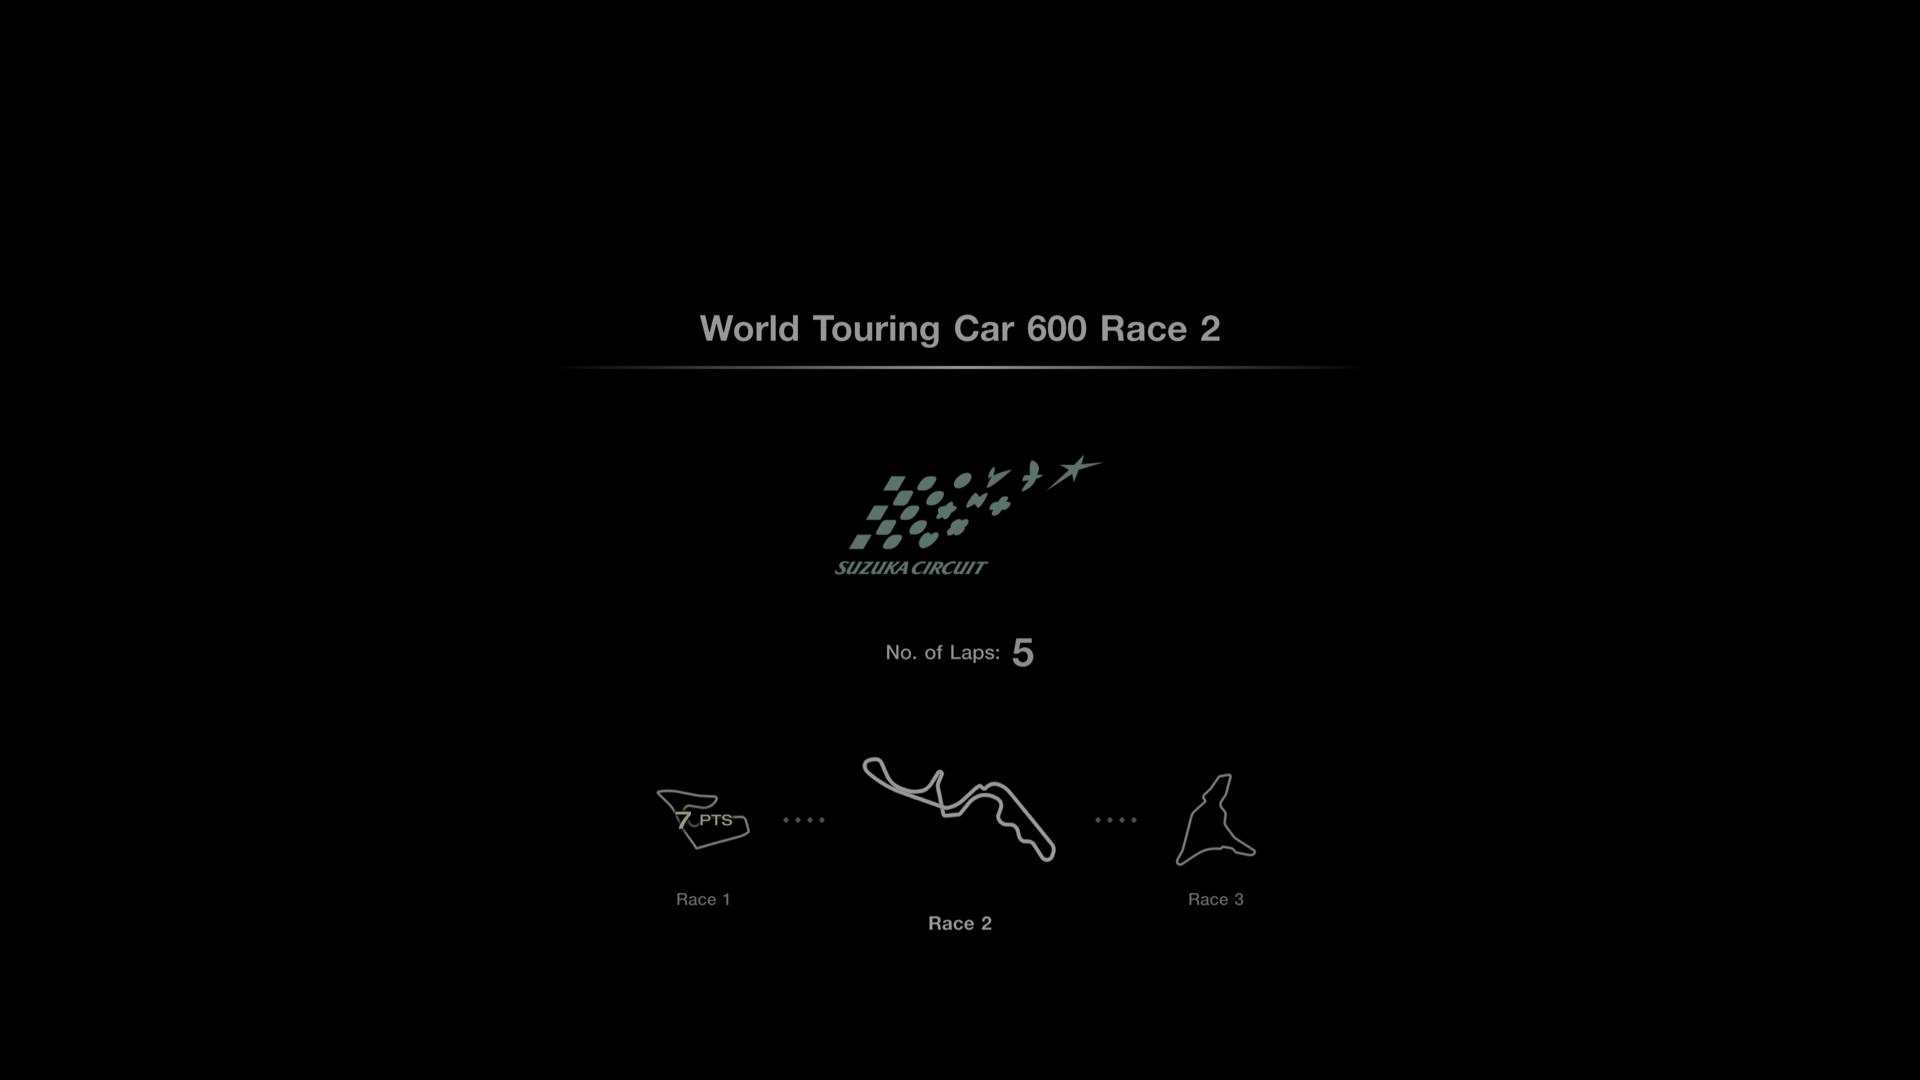 World Touring Car 600 Race 2
SUZUKA CIRCUIT
No. of Laps: 5
7 PTS
Race 1
Race 2
Race 3